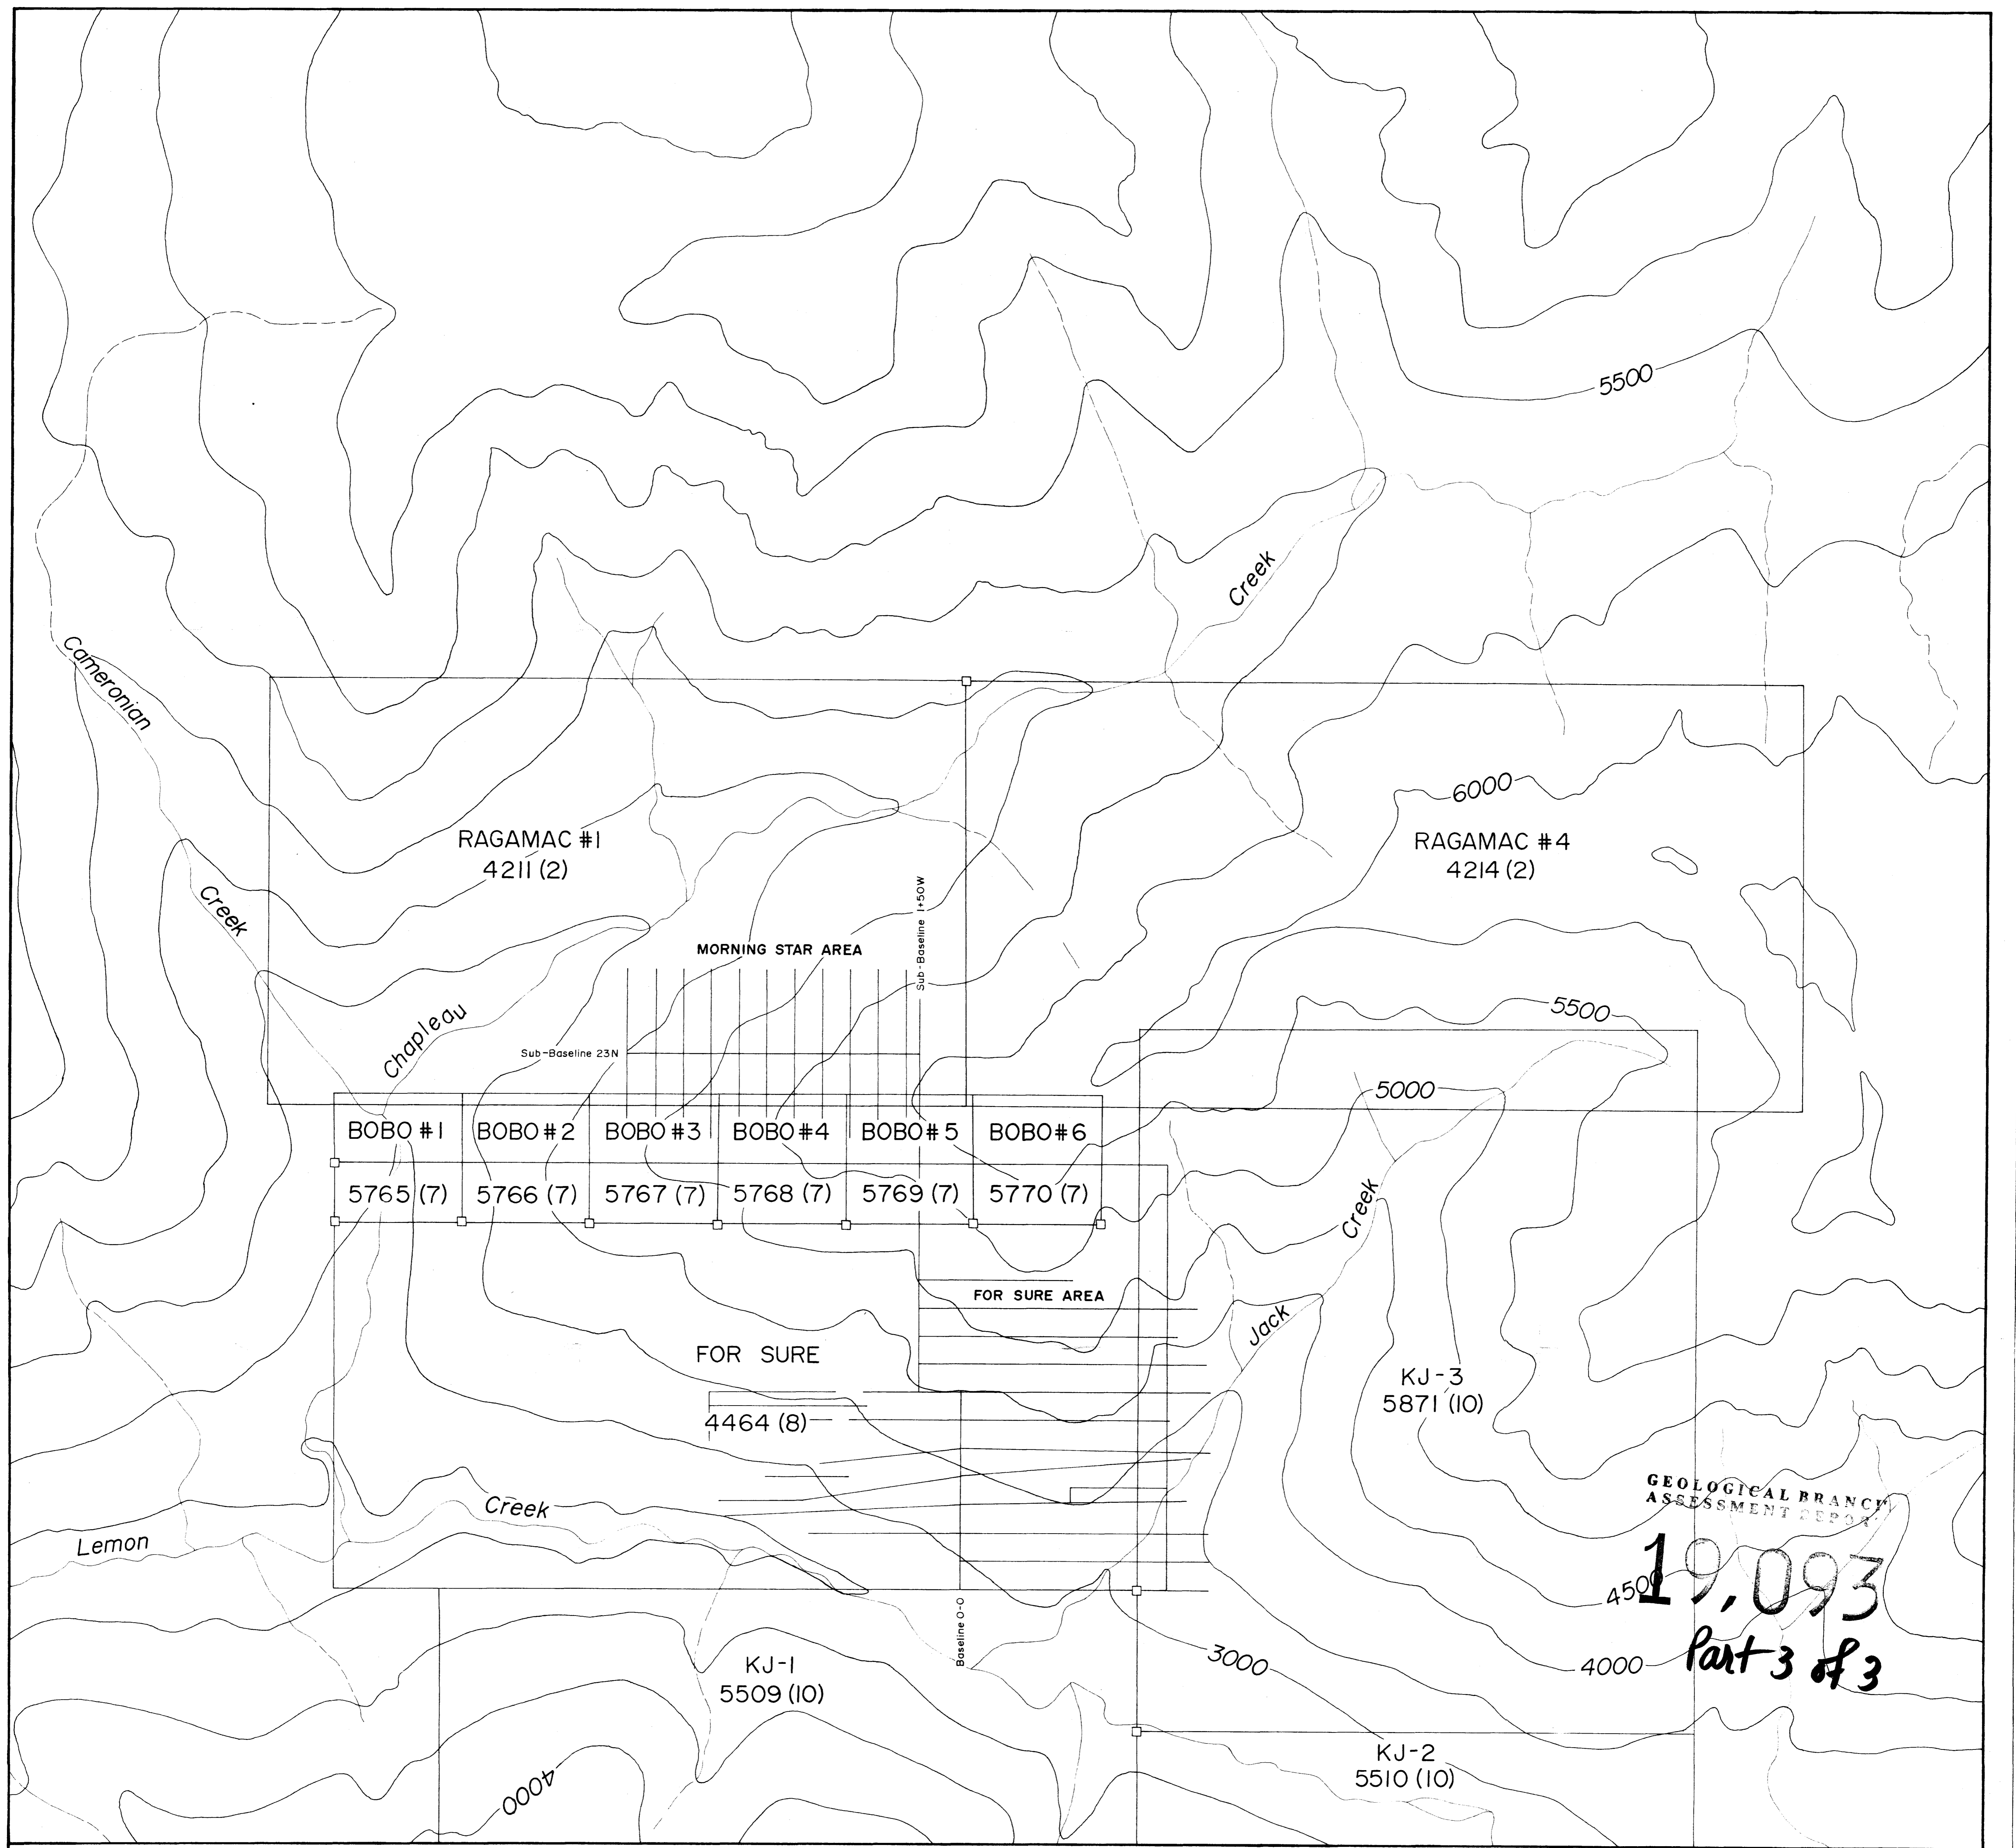 5500
Creek
Cameronian
6000
RAGAMAC #1
4211 (2)
RAGAMAC #4
4214 (2)
Creek
Sub-Baseline 1+50W
MORNING STAR AREA
5500
Chapleau
Sub-Baseline 23N
5000
BOBO #1
BOBO #2
BOBO #3
BOBO #4
BOBO #5
BOBO #6
5765 (7)
5766 (7)
5767 (7)
5768 (7)
5769 (7)
5770 (7)
Creek
FOR SURE AREA
Jack
FOR SURE
4464 (8)
KJ-3
5871 (10)
GEOLOGICAL BRANCH
ASSESSMENT REPORT
Creek
Lemon
19,093
4500
Baseline 0-0
Part 3 of 3
3000
4000
KJ-1
5509 (10)
KJ-2
5510 (10)
4000